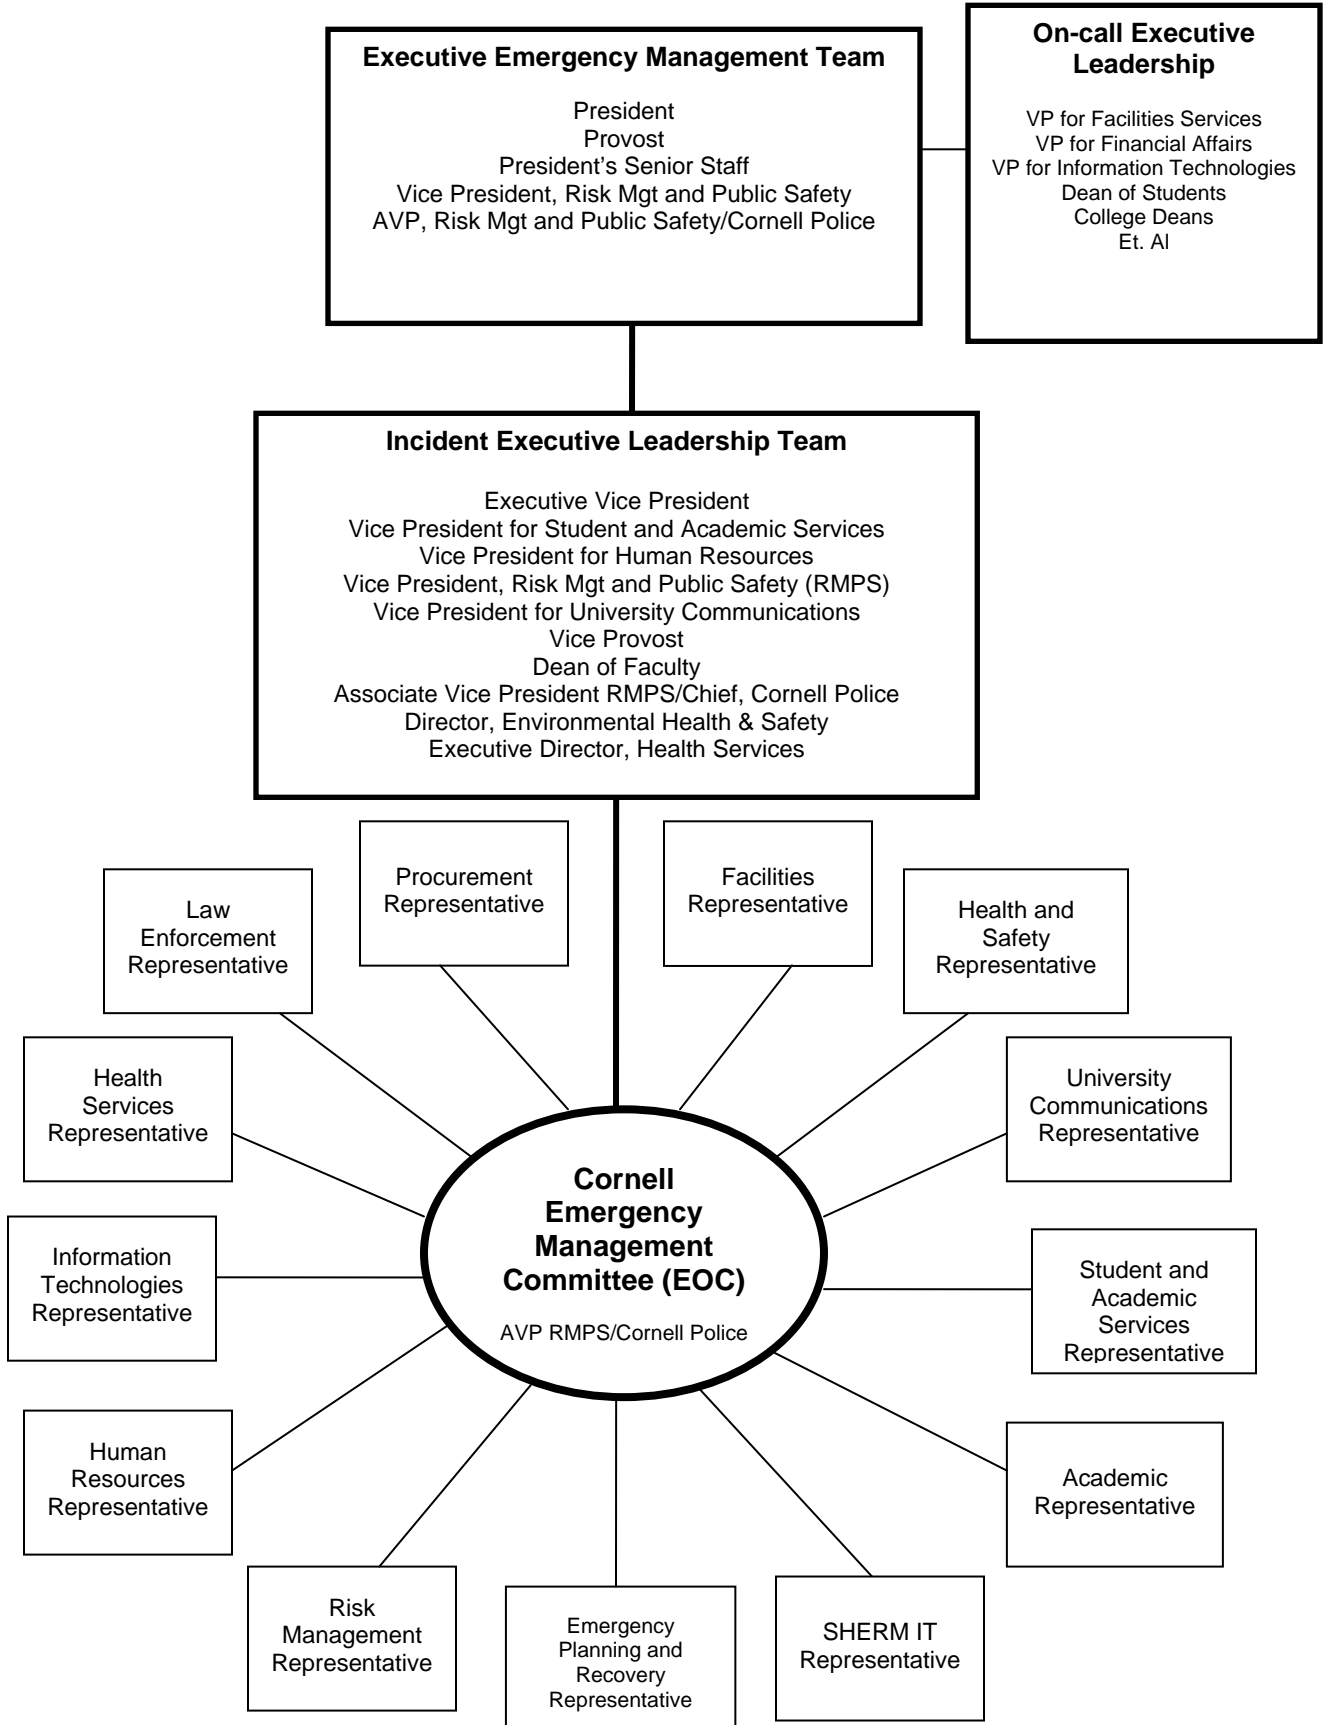 Executive Emergency Management Team
President
Provost
President’s Senior Staff
Vice President, Risk Mgt and Public Safety
AVP, Risk Mgt and Public Safety/Cornell Police
On-call Executive
Leadership
VP for Facilities Services
VP for Financial Affairs
VP for Information Technologies
Dean of Students
College Deans
Et. Al
Incident Executive Leadership Team
Executive Vice President
Vice President for Student and Academic Services
Vice President for Human Resources
Vice President, Risk Mgt and Public Safety (RMPS)
Vice President for University Communications
Vice Provost
Dean of Faculty
Associate Vice President RMPS/Chief, Cornell Police
Director, Environmental Health & Safety
Executive Director, Health Services
Procurement
Representative
Facilities
Representative
Law
Enforcement
Representative
Health and
Safety
Representative
Health
Services
Representative
University
Communications
Representative
Cornell
Emergency
Management
Committee (EOC)
AVP RMPS/Cornell Police
Information
Technologies
Representative
Student and
Academic
Services
Representative
Human
Resources
Representative
Academic
Representative
Risk
Management
Representative
Emergency
Planning and
Recovery
Representative
SHERM IT
Representative